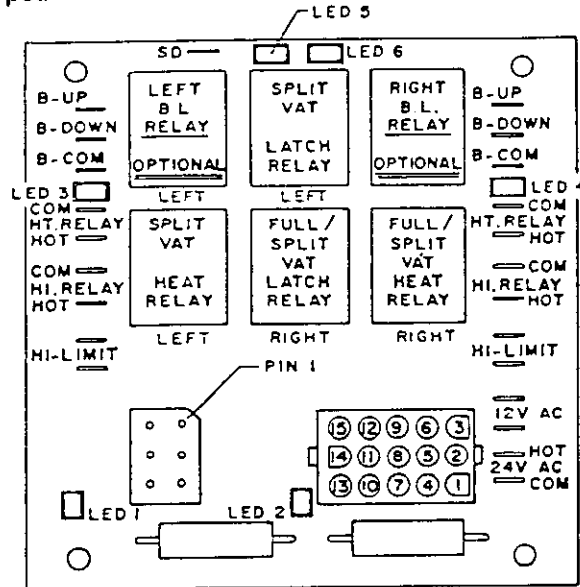 LED 5
SD
LED 6
B-UP
B-DOWN
B-COM
LED 3
COM
HT. RELAY
HOT
COM
HI. RELAY
HOT
HI-LIMIT
LEFT
B.L.
RELAY
OPTIONAL
LEFT
SPLIT
VAT
LATCH
RELAY
LEFT
RIGHT
B.L.
RELAY
OPTIONAL
B-UP
B-DOWN
B-COM
LED 4
COM
HT. RELAY
HOT
COM
HI. RELAY
HOT
HI-LIMIT
SPLIT
VAT
HEAT
RELAY
LEFT
FULL/
SPLIT
VAT
LATCH
RELAY
RIGHT
FULL/
SPLIT
VAT
HEAT
RELAY
RIGHT
PIN 1
15 12 9 6 3
14 11 8 5 2
13 10 7 4 1
12V AC
HOT
24V AC
COM
LED 1
LED 2